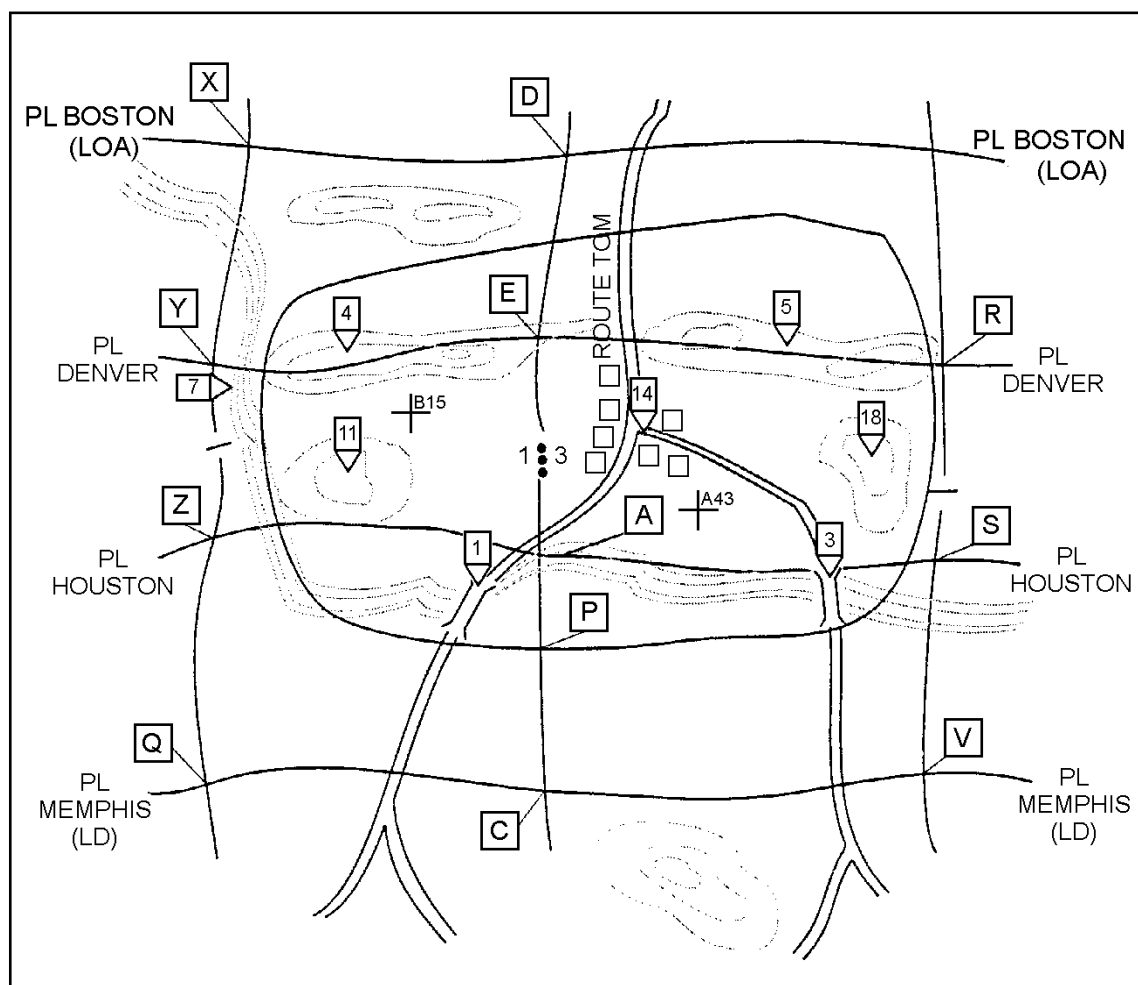 X
D
PL BOSTON
(LOA)
PL BOSTON
(LOA)
ROUTE TOM
Y
4
E
5
R
PL
DENVER
PL
DENVER
7
B15
14
11
18
1 3
Z
A43
A
S
1
3
PL
HOUSTON
PL
HOUSTON
P
Q
V
PL
MEMPHIS
(LD)
PL
MEMPHIS
(LD)
C